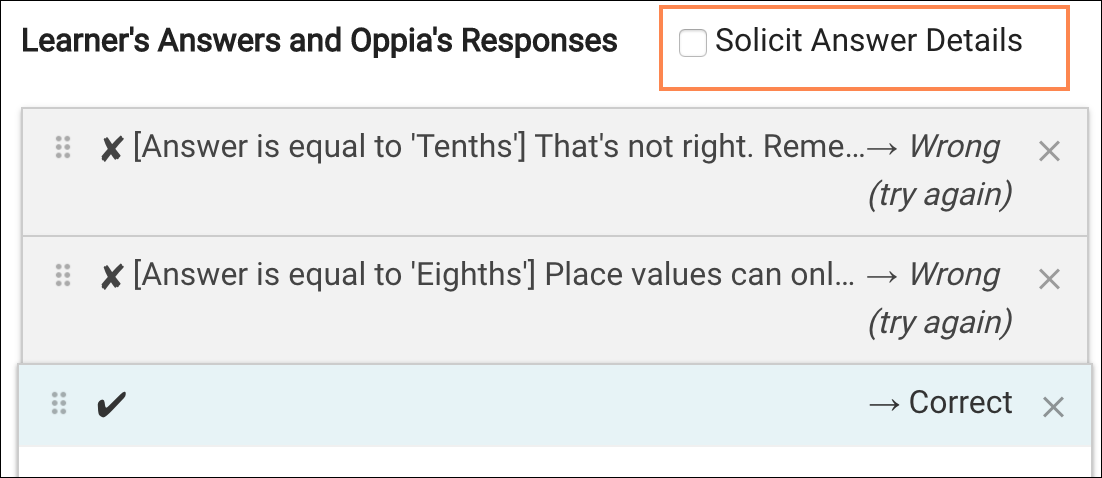 Learner's Answers and Oppia's Responses
Solicit Answer Details
✘ [Answer is equal to 'Tenths'] That's not right. Reme...→ Wrong
(try again) ×
✘ [Answer is equal to 'Eighths'] Place values can onl... → Wrong
(try again) ×
✔ → Correct ×